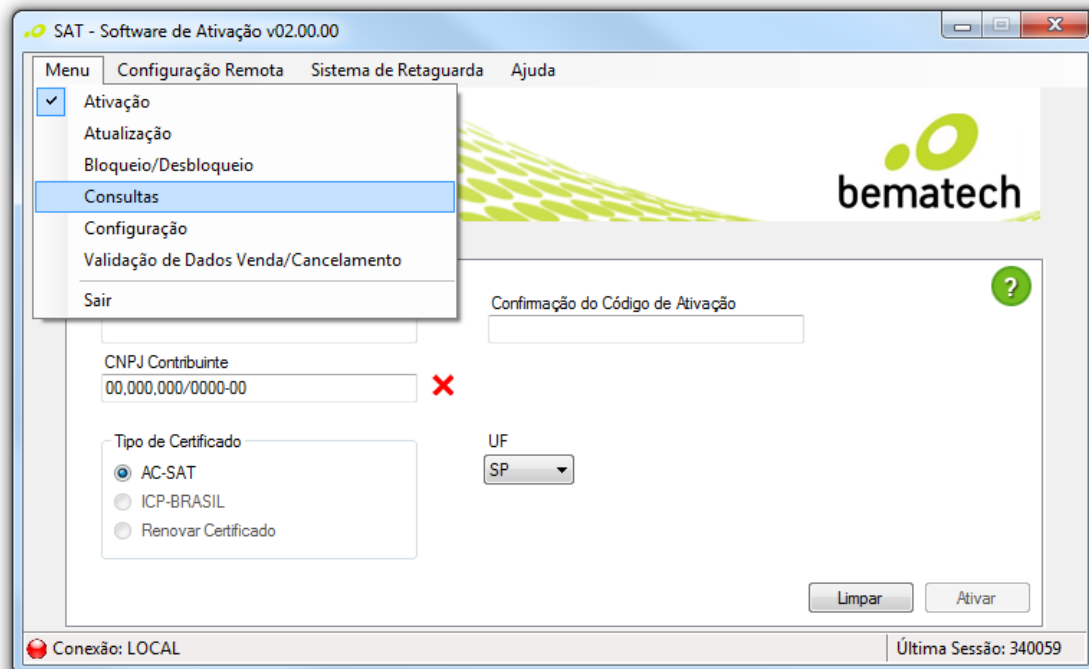 SAT - Software de Ativação v02.00.00
Menu Configuração Remota Sistema de Retaguarda Ajuda
Ativação
Atualização
Bloqueio/Desbloqueio
Consultas
Configuração
Validação de Dados Venda/Cancelamento
Sair
bematech
?
Confirmação do Código de Ativação
CNPJ Contribuinte
00,000,000/0000-00
Tipo de Certificado
AC-SAT
ICP-BRASIL
Renovar Certificado
UF
SP
Limpar Ativar
Conexão: LOCAL Última Sessão: 340059